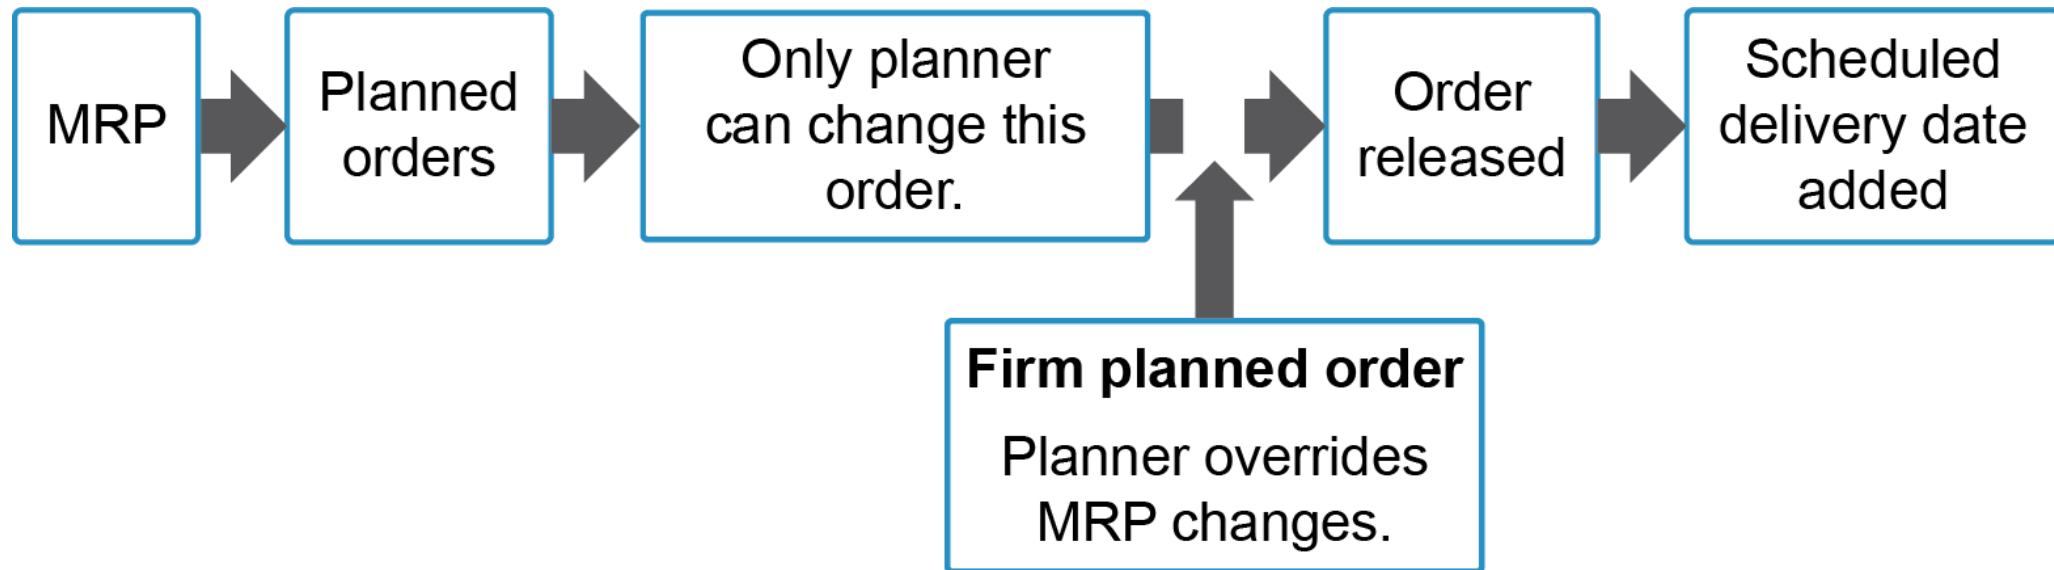 MRP
Planned
orders
Only planner
can change this
order.
Order
released
Scheduled
delivery date
added
Firm planned order
Planner overrides
MRP changes.